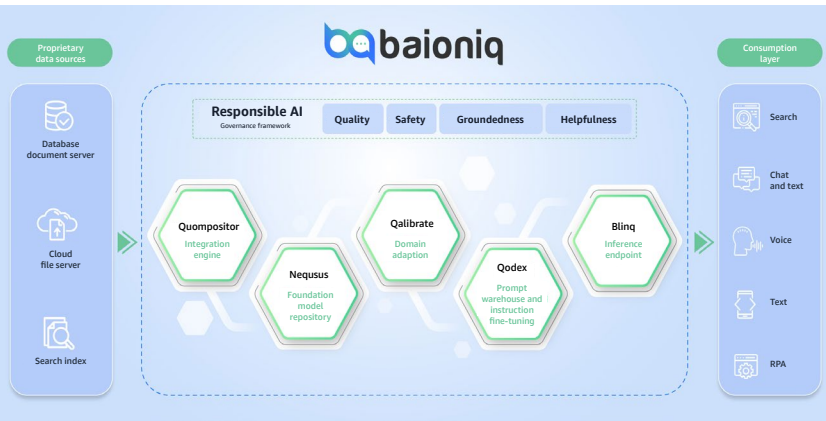 baioniq
Proprietary
data sources
Database
document server
Cloud
file server
Search index
Responsible AI
Governance framework
Quality
Safety
Groundedness
Helpfulness
Quompositor
Integration
engine
Nequsus
Foundation
model
repository
Qalibrate
Domain
adaption
Qodex
Prompt
warehouse and
instruction
fine-tuning
Blinq
Inference
endpoint
Consumption
layer
Search
Chat
and text
Voice
Text
RPA